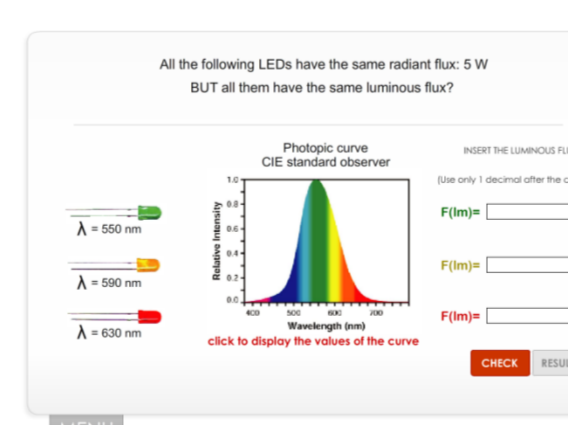 All the following LEDs have the same radiant flux: 5 W
BUT all them have the same luminous flux?
Photopic curve
CIE standard observer
INSERT THE LUMINOUS FL
(Use only 1 decimal after the
λ = 550 nm
λ = 590 nm
λ = 630 nm
Relative Intensity
1.0
0.8
0.6
0.4
0.2
0.0
400 500 600 700
Wavelength (nm)
click to display the values of the curve
F(lm)=
F(lm)=
F(lm)=
CHECK
RESU
MENU